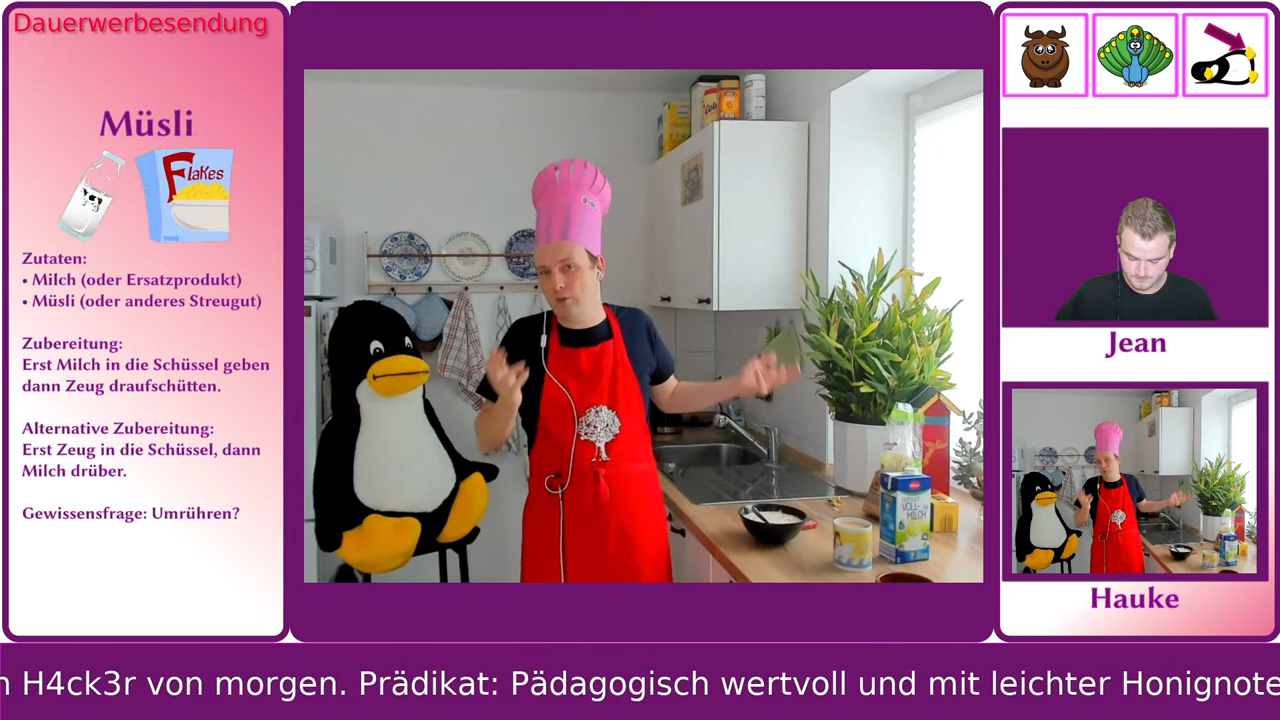 Dauerwerbesendung
Müsli
Flakes
Zutaten:
• Milch (oder Ersatzprodukt)
• Müsli (oder anderes Streugut)
Zubereitung:
Erst Milch in die Schüssel geben
dann Zeug draufschütten.
Alternative Zubereitung:
Erst Zeug in die Schüssel, dann
Milch drüber.
Gewissensfrage: Umrühren?
VOLL-
MILCH
Jean
Hauke
H4ck3r von morgen. Prädikat: Pädagogisch wertvoll und mit leichter Honignote